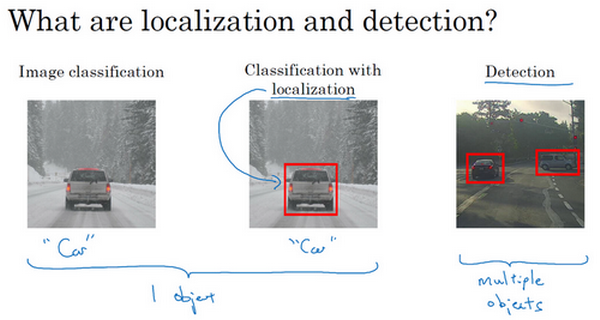 What are localization and detection?
Image classification
Classification with
localization
Detection
"Car"
"Car"
1 object
multiple
objects